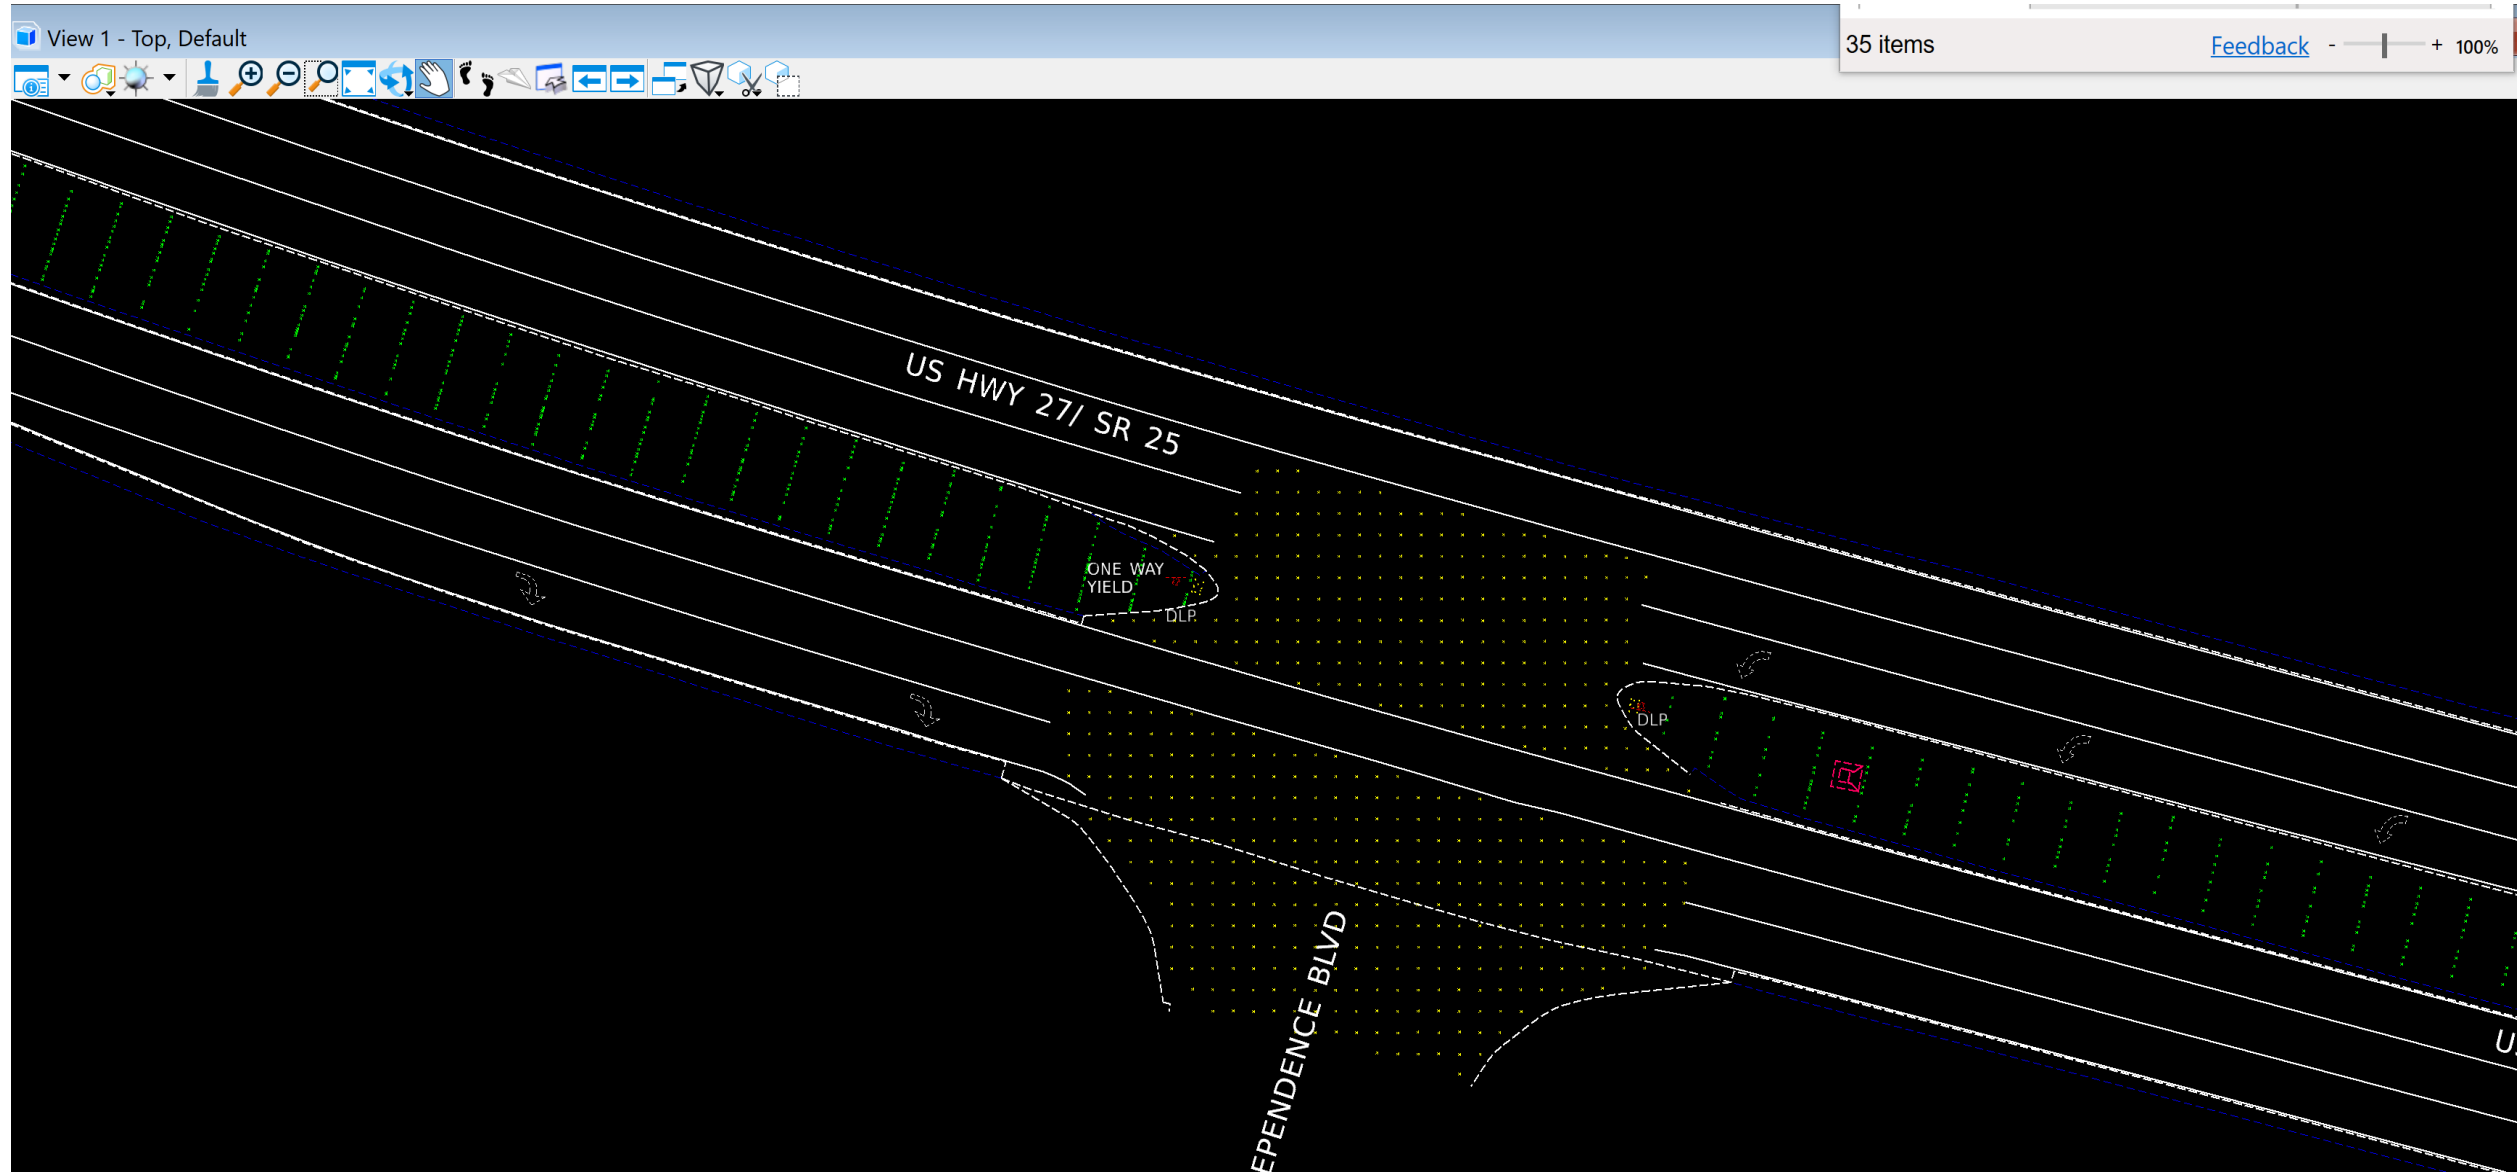 View 1 - Top, Default
35 items
Feedback
- + 100%
US HWY 27/ SR 25
ONE WAY
YIELD
DLP
DLP
EPENDENCE BLVD
U